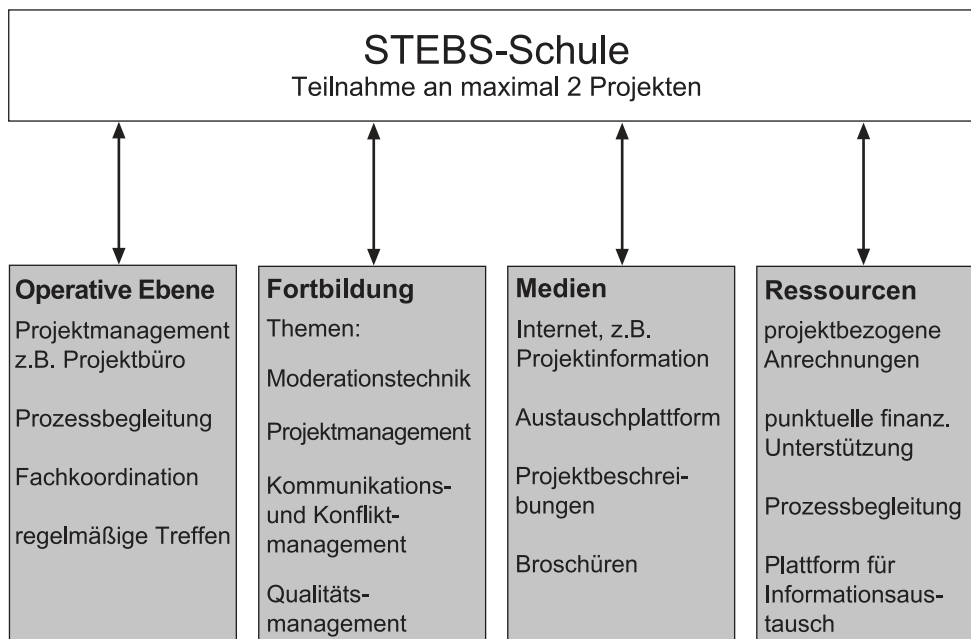 STEBS-Schule
Teilnahme an maximal 2 Projekten
Operative Ebene
Projektmanagement
z.B. Projektbüro
Prozessbegleitung
Fachkoordination
regelmäßige Treffen
Fortbildung
Themen:
Moderationstechnik
Projektmanagement
Kommunikations-
und Konflikt-
management
Qualitäts-
management
Medien
Internet, z.B.
Projektinformation
Austauschplattform
Projektbeschrei-
bungen
Broschüren
Ressourcen
projektbezogene
Anrechnungen
punktuelle finanz.
Unterstützung
Prozessbegleitung
Plattform für
Informationsaus-
tausch